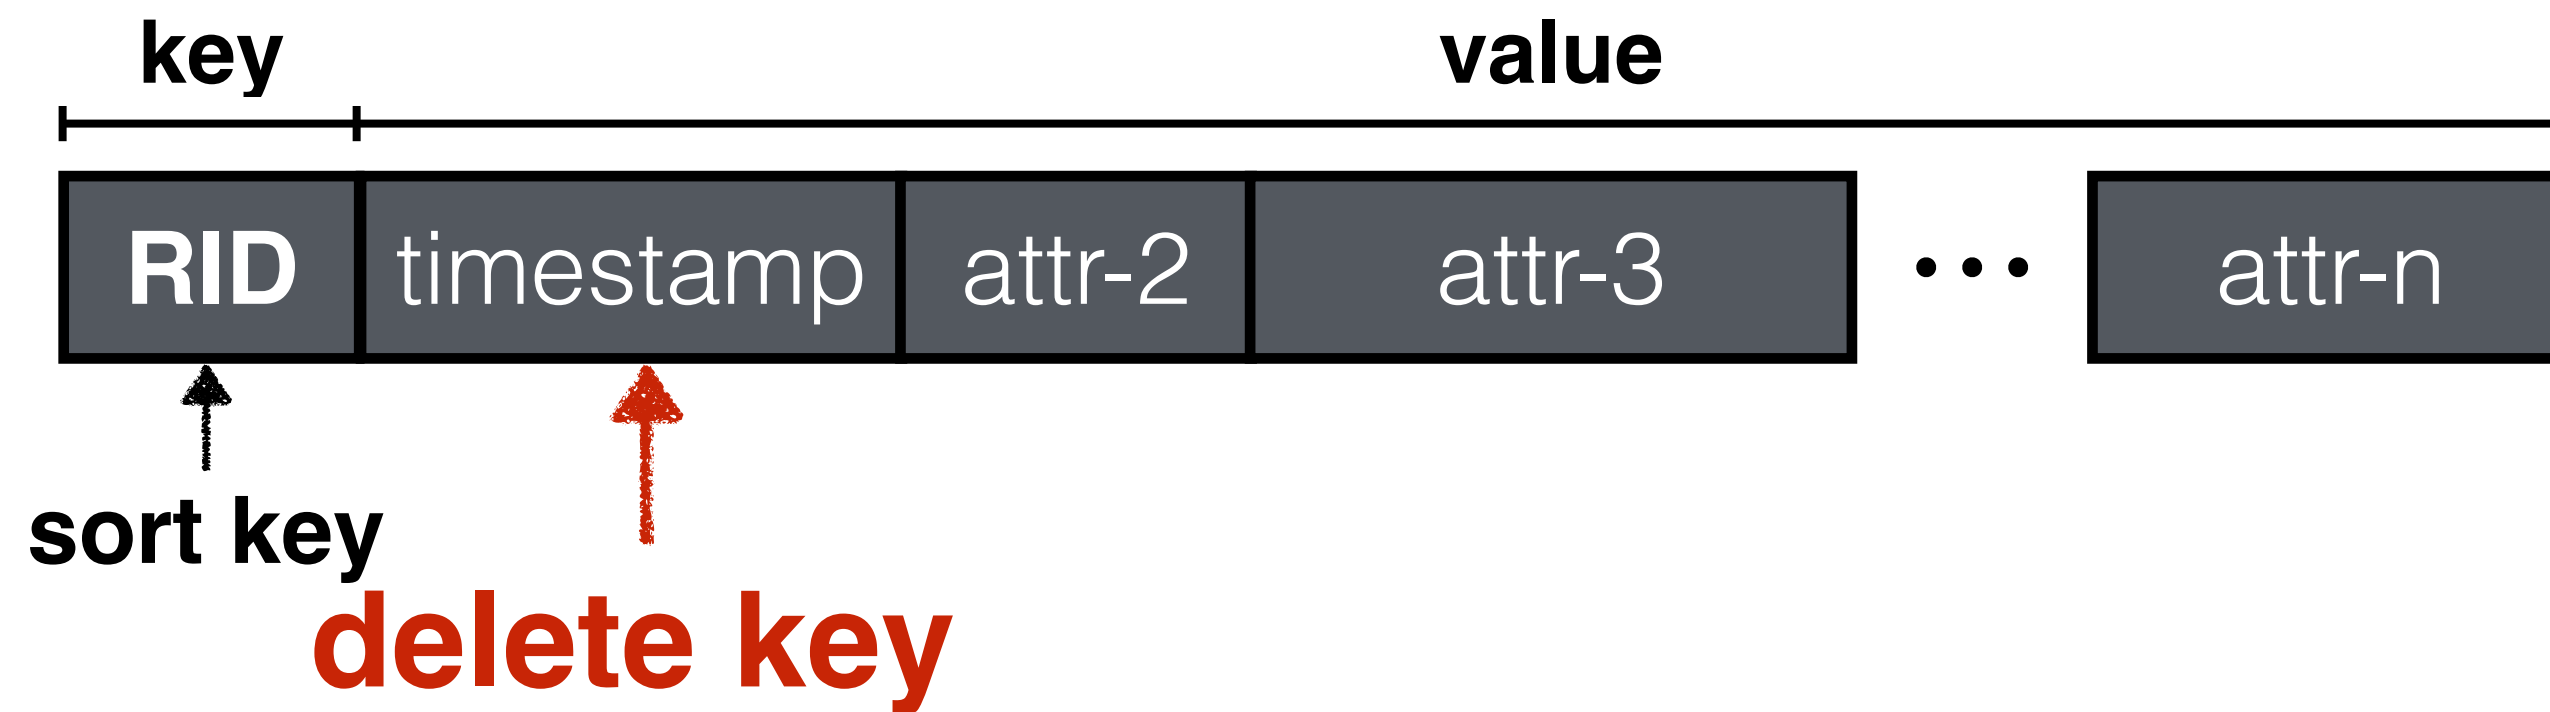 key value
RID timestamp attr-2 attr-3 ••• attr-n
sort key
delete key